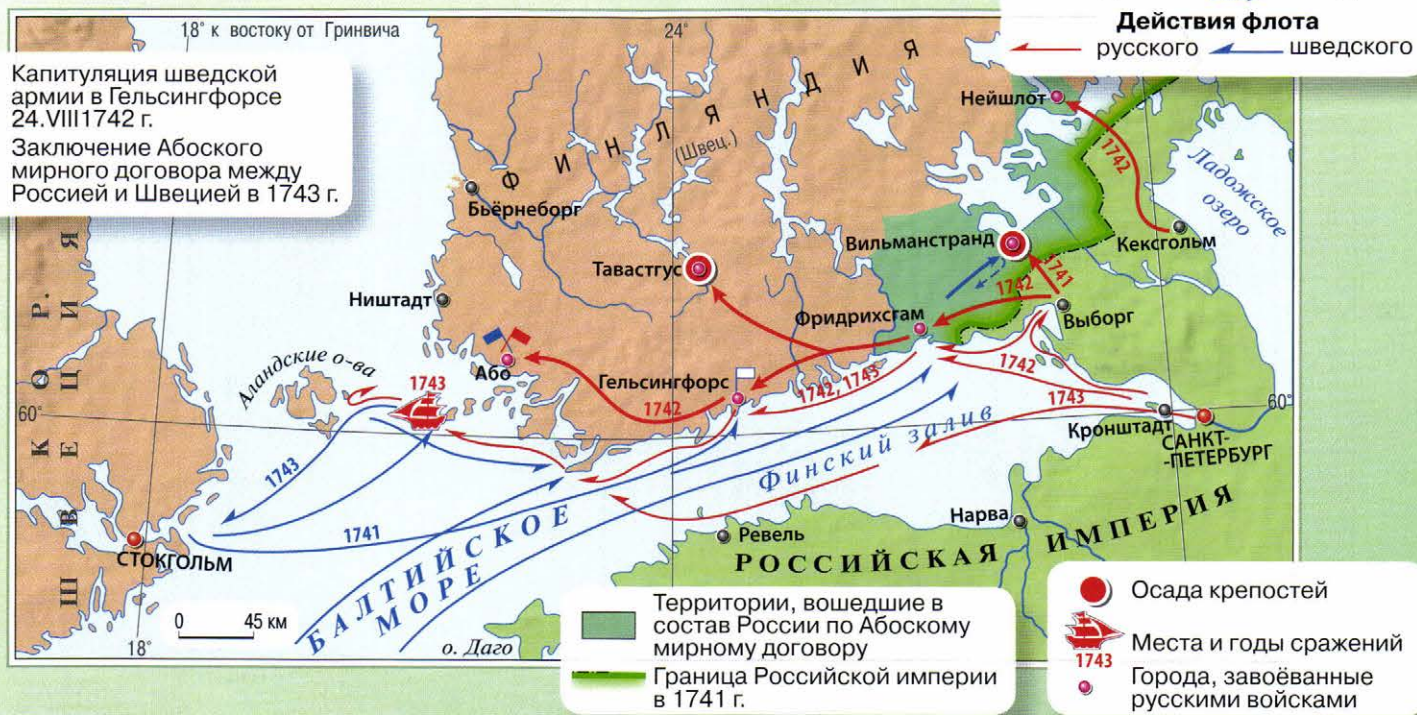 Действия флота
русского шведского
18° к востоку от Гринвича
24°
Капитуляция шведской
армии в Гельсингфорсе
24.VIII1742 г.
Заключение Абоского
мирного договора между
Россией и Швецией в 1743 г.
ФИНЛЯНДИЯ
(Швец.)
Нейшлот
1742
Ладожское
озеро
Бьёрнеборг
Кексгольм
Вильманстранд
Тавастгус
1741
1742
Ништадт
Выборг
Фридрихсгам
КОР.
ШВЕЦИЯ
Аландские о-ва
Або
Гельсингфорс
1743
1742
1742, 1743
1742
1743
60°
60°
Кронштадт
САНКТ-
-ПЕТЕРБУРГ
Финский залив
1743
1741
СТОКГОЛЬМ
БАЛТИЙСКОЕ
МОРЕ
Ревель
Нарва
РОССИЙСКАЯ ИМПЕРИЯ
0 45 км
18°
о. Даго
Территории, вошедшие в
состав России по Абоскому
мирному договору
Граница Российской империи
в 1741 г.
Осада крепостей
Места и годы сражений
1743
Города, завоёванные
русскими войсками